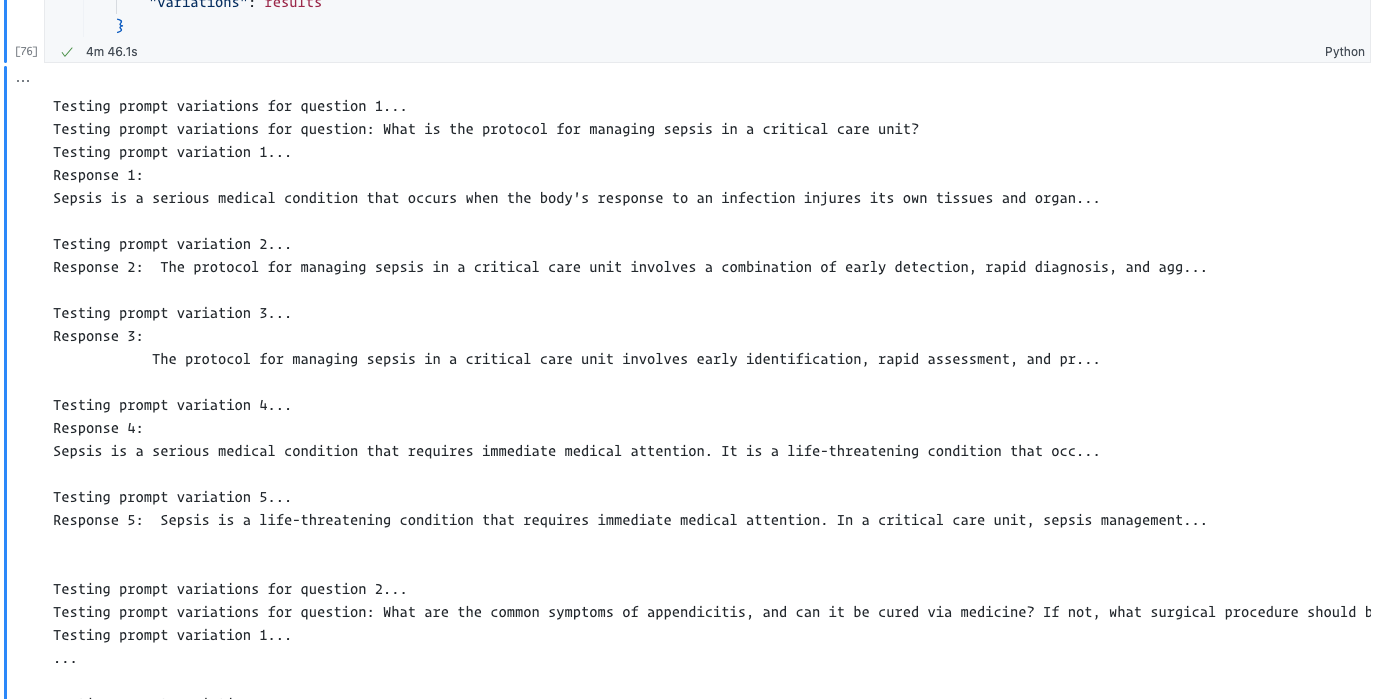 "variations": results
}
[76] 4m 46.1s Python
...
Testing prompt variations for question 1...
Testing prompt variations for question: What is the protocol for managing sepsis in a critical care unit?
Testing prompt variation 1...
Response 1:
Sepsis is a serious medical condition that occurs when the body's response to an infection injures its own tissues and organ...
Testing prompt variation 2...
Response 2:  The protocol for managing sepsis in a critical care unit involves a combination of early detection, rapid diagnosis, and agg...
Testing prompt variation 3...
Response 3:
The protocol for managing sepsis in a critical care unit involves early identification, rapid assessment, and pr...
Testing prompt variation 4...
Response 4:
Sepsis is a serious medical condition that requires immediate medical attention. It is a life-threatening condition that occ...
Testing prompt variation 5...
Response 5:  Sepsis is a life-threatening condition that requires immediate medical attention. In a critical care unit, sepsis management...
Testing prompt variations for question 2...
Testing prompt variations for question: What are the common symptoms of appendicitis, and can it be cured via medicine? If not, what surgical procedure should b
Testing prompt variation 1...
...